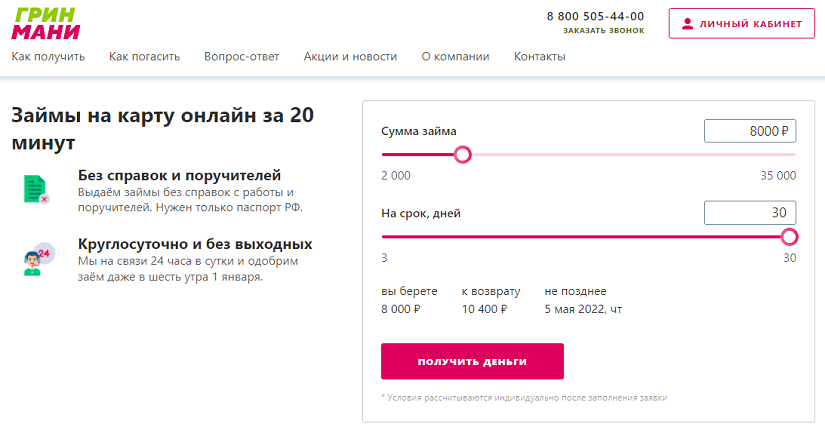 ГРИН
МАНИ
8 800 505-44-00
ЗАКАЗАТЬ ЗВОНОК
ЛИЧНЫЙ КАБИНЕТ
Как получить Как погасить Вопрос-ответ Акции и новости О компании Контакты
Займы на карту онлайн за 20
минут
Без справок и поручителей
Выдаём займы без справок с работы и
поручителей. Нужен только паспорт РФ.
24
Круглосуточно и без выходных
Мы на связи 24 часа в сутки и одобрим
заём даже в шесть утра 1 января.
Сумма займа 8000 ₽
2 000 35 000
На срок, дней 30
3 30
вы берете к возврату не позднее
8 000 ₽ 10 400 ₽ 5 мая 2022, чт
ПОЛУЧИТЬ ДЕНЬГИ
* Условия рассчитываются индивидуально после заполнения заявки